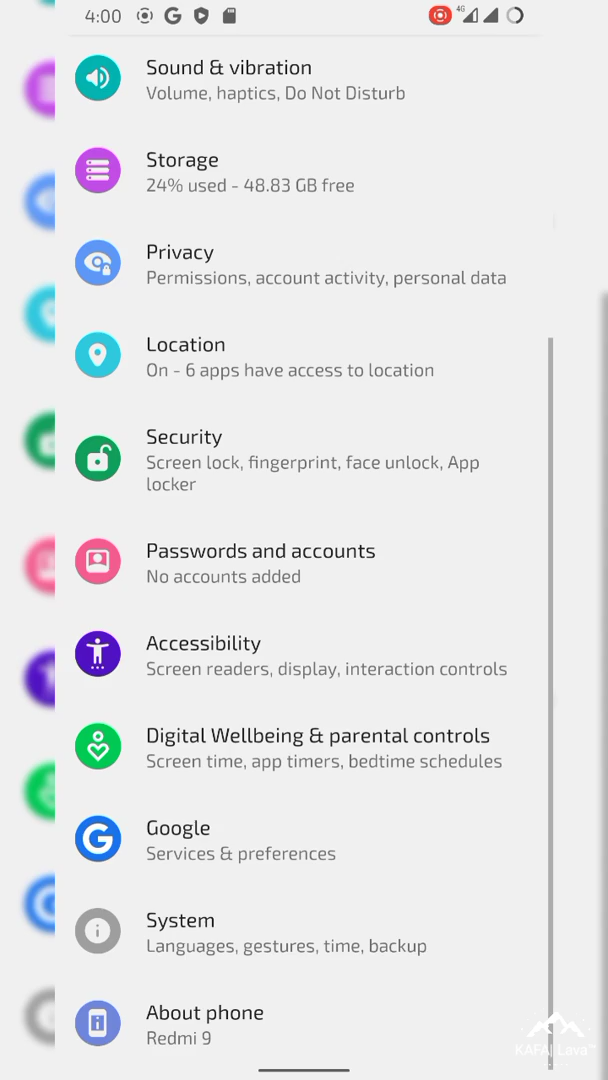 4:00
4G
Sound & vibration
Volume, haptics, Do Not Disturb
Storage
24% used - 48.83 GB free
Privacy
Permissions, account activity, personal data
Location
On - 6 apps have access to location
Security
Screen lock, fingerprint, face unlock, App
locker
Passwords and accounts
No accounts added
Accessibility
Screen readers, display, interaction controls
Digital Wellbeing & parental controls
Screen time, app timers, bedtime schedules
Google
Services & preferences
System
Languages, gestures, time, backup
About phone
Redmi 9
KAFA| Lava™